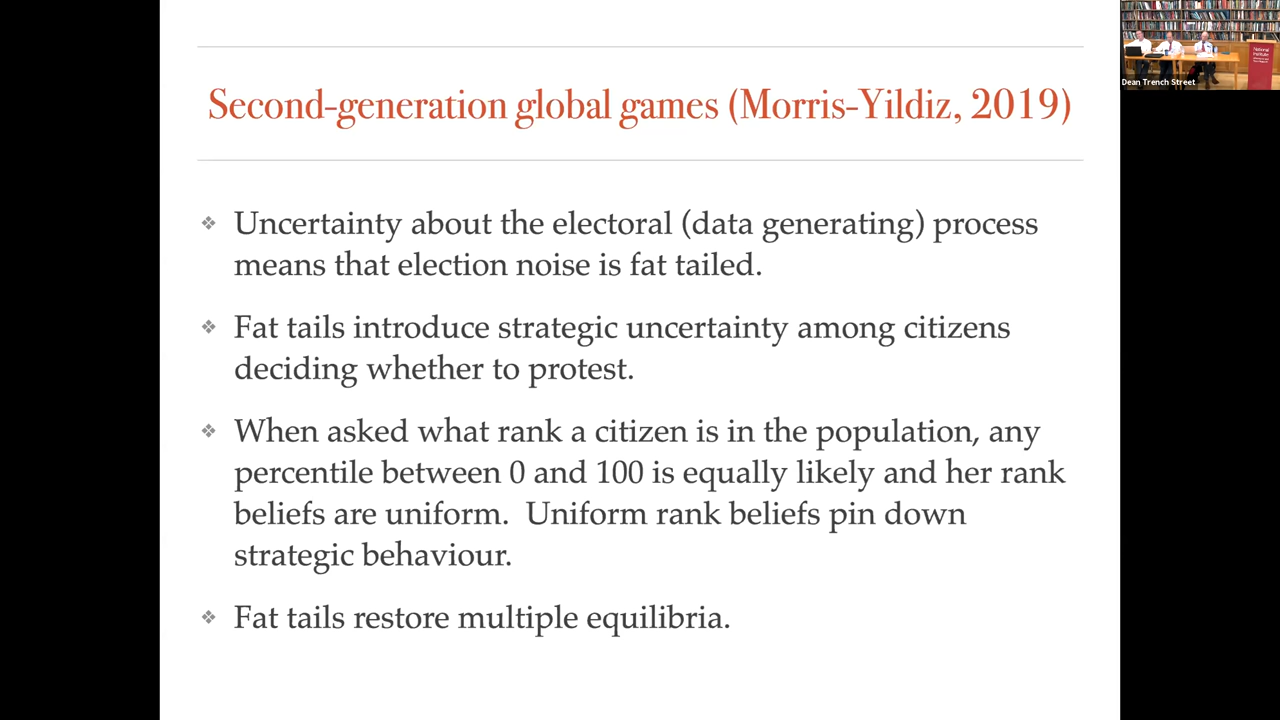 Second-generation global games (Morris-Yildiz, 2019)
❖ Uncertainty about the electoral (data generating) process
means that election noise is fat tailed.
❖ Fat tails introduce strategic uncertainty among citizens
deciding whether to protest.
❖ When asked what rank a citizen is in the population, any
percentile between 0 and 100 is equally likely and her rank
beliefs are uniform.  Uniform rank beliefs pin down
strategic behaviour.
❖ Fat tails restore multiple equilibria.
Dean Trench Street
National
Institute